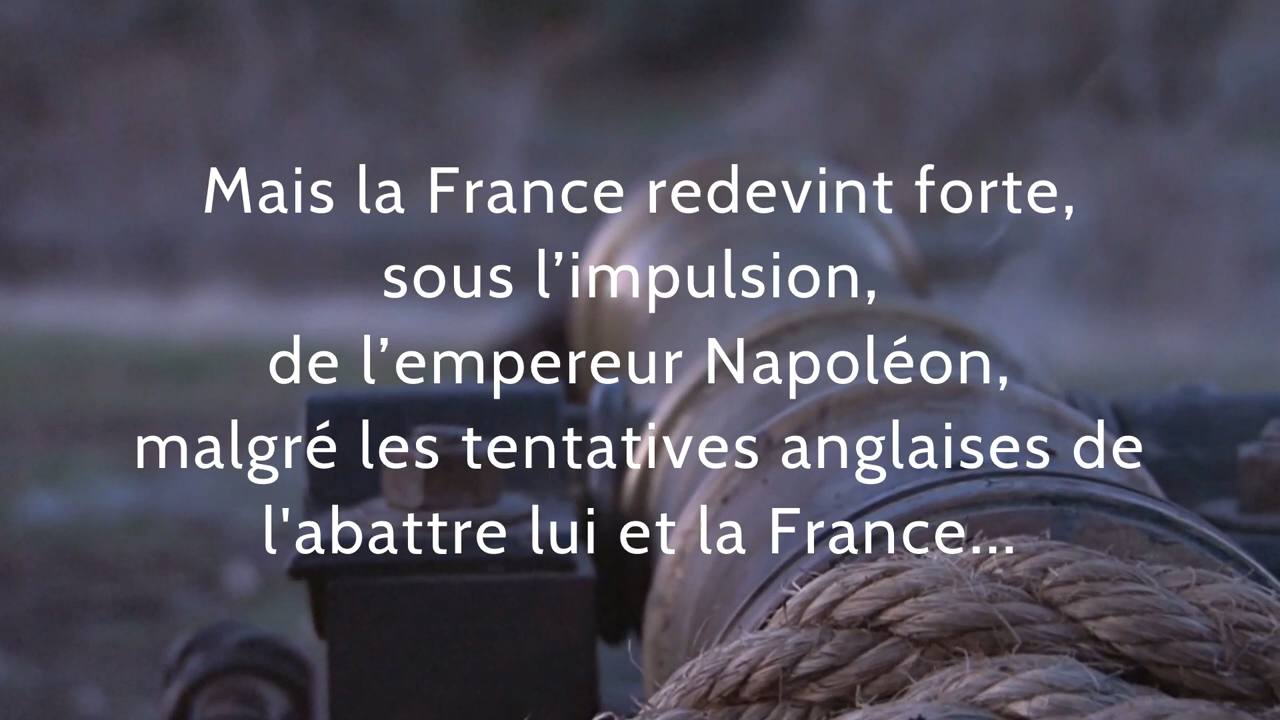 Mais la France redevint forte,
sous l’impulsion,
de l’empereur Napoléon,
malgré les tentatives anglaises de
l'abattre lui et la France...